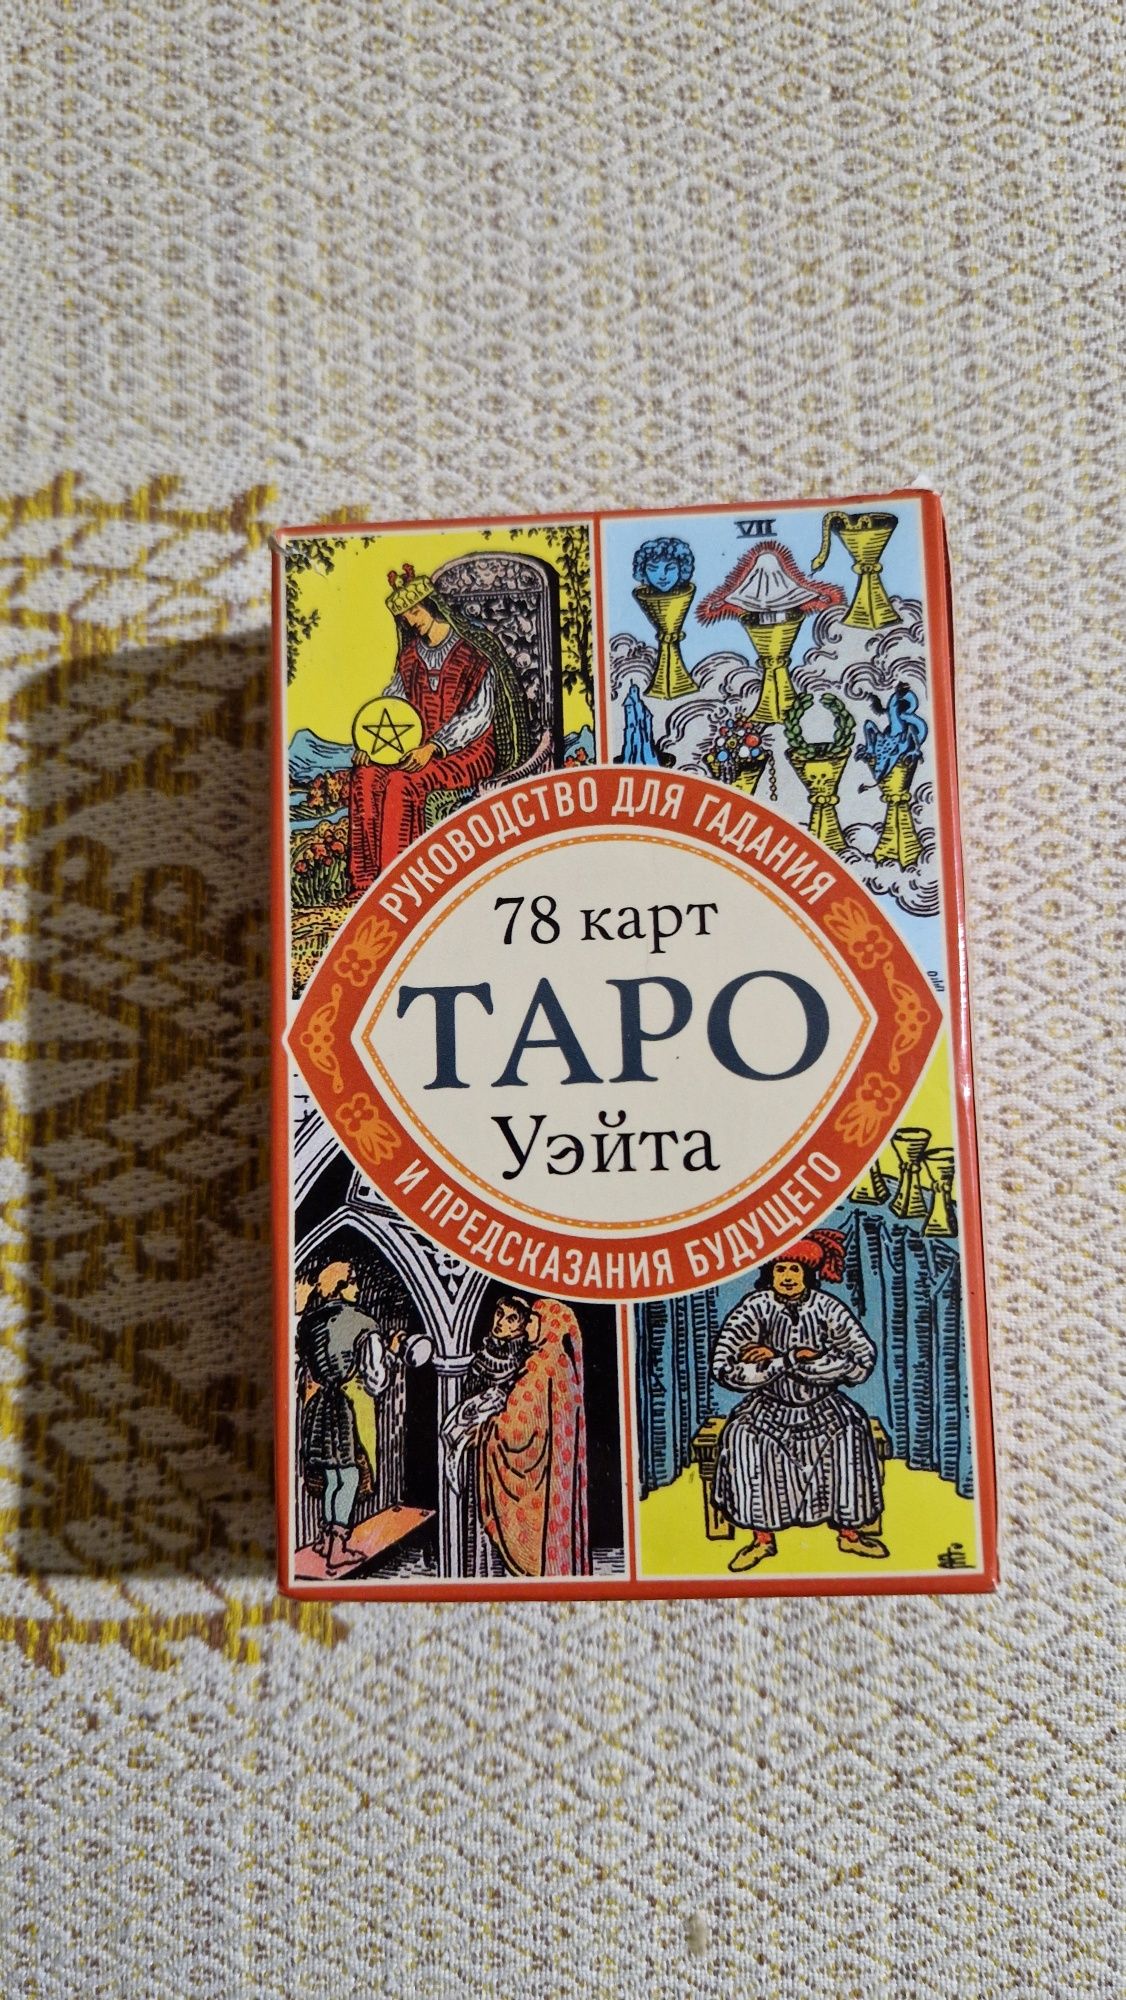 VII
РУКОВОДСТВО ДЛЯ ГАДАНИЯ
78 карт
ТАРО
Уэйта
И ПРЕДСКАЗАНИЯ БУДУЩЕГО